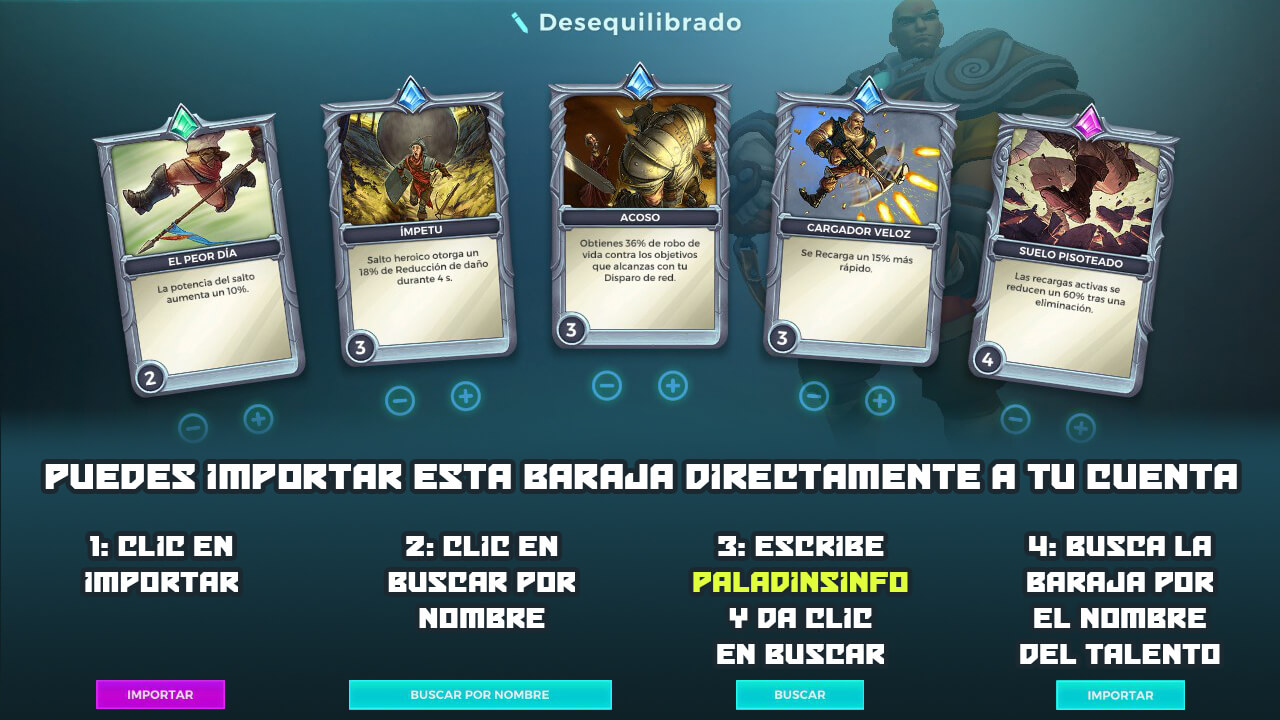 Desequilibrado
EL PEOR DÍA
La potencia del salto
aumenta un 10%.
2
ÍMPETU
Salto heroico otorga un
18% de Reducción de daño
durante 4 s.
3
ACOSO
Obtienes 36% de robo de
vida contra los objetivos
que alcanzas con tu
Disparo de red.
3
CARGADOR VELOZ
Se Recarga un 15% más
rápido.
3
SUELO PISOTEADO
Las recargas activas se
reducen un 60% tras una
eliminación.
4
PUEDES IMPORTAR ESTA BARAJA DIRECTAMENTE A TU CUENTA
1: CLIC EN
IMPORTAR
IMPORTAR
2: CLIC EN
BUSCAR POR
NOMBRE
BUSCAR POR NOMBRE
3: ESCRIBE
PALADINSINFO
Y DA CLIC
EN BUSCAR
BUSCAR
4: BUSCA LA
BARAJA POR
EL NOMBRE
DEL TALENTO
IMPORTAR